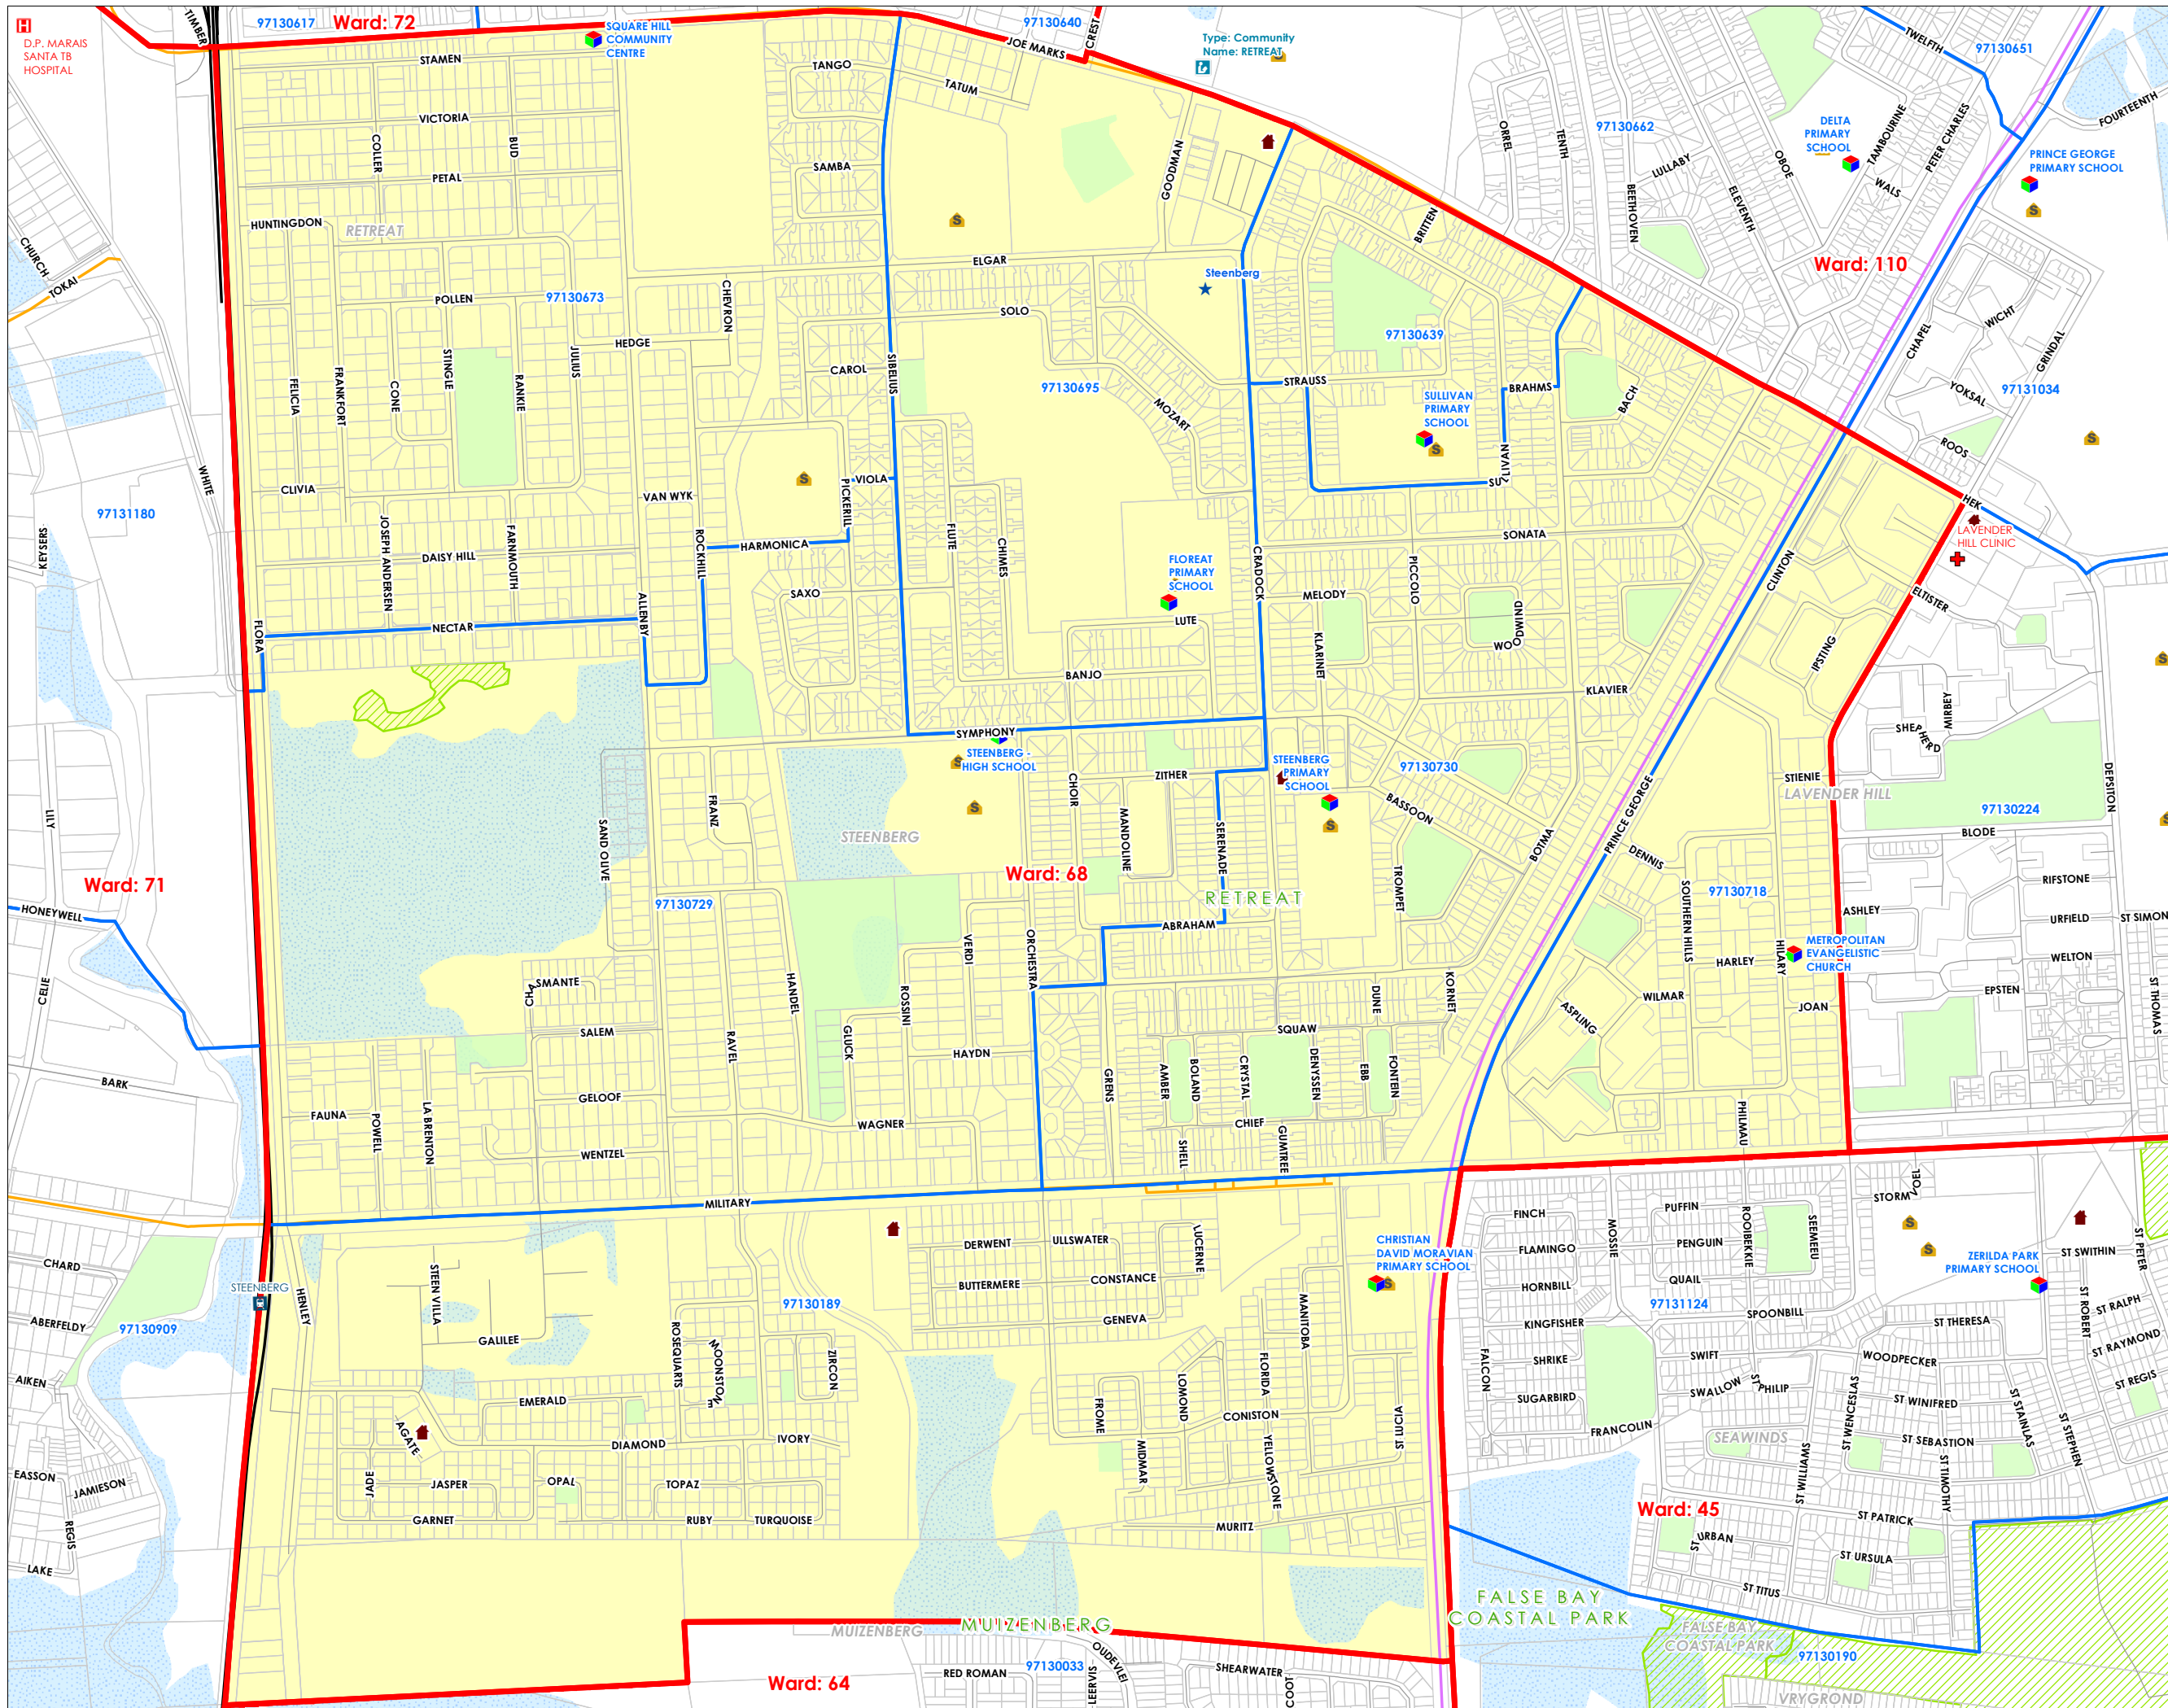 97130617
Ward: 72
SQUARE HILL
COMMUNITY
CENTRE
97130640
CREST
JOE MARKS
Type: Community
Name: RETREAT
TWELFTH
97130651
TIMBER
D.P. MARAIS
SANTA TB
HOSPITAL
STAMEN
TANGO
TATUM
FOURTEENTH
VICTORIA
COLLER
BUD
ORREL
TENTH
97130662
DELTA
PRIMARY
SCHOOL
TAMBOURINE
PETER CHARLES
PRINCE GEORGE
PRIMARY SCHOOL
PETAL
SAMBA
GOODMAN
LULLABY
OBOE
WALS
BEETHOVEN
ELEVENTH
HUNTINGDON
RETREAT
BRITTEN
CHURCH
TOKAI
ELGAR
Steenberg
Ward: 110
POLLEN
97130673
CHEVRON
SOLO
97130639
CHAPEL
WICHT
GRINDAL
HEDGE
FELICIA
FRANKFORT
CONE
STINGLE
RANKIE
JULIUS
CAROL
SIBELIUS
97130695
MOZART
STRAUSS
BRAHMS
BACH
SULLIVAN
PRIMARY
SCHOOL
YOKSAL
97131034
ROOS
WHITE
CLIVIA
VAN WYK
VIOLA
PICKERILL
SULLIVAN
HEK
97131180
KEYSERS
JOSEPH ANDERSEN
FARNMOUTH
DAISY HILL
ROCKHILL
HARMONICA
FLUTE
CHIMES
CRADOCK
SONATA
LAVENDER
HILL CLINIC
FLOREAT
PRIMARY
SCHOOL
PICCOLO
CLINTON
ELTISTER
SAXO
MELODY
WOODWIND
FLORA
NECTAR
ALLENBY
LUTE
KLARINET
IPSTING
BANJO
KLAVIER
MIRBEY
SHEPHERD
SYMPHONY
STEENBERG -
HIGH SCHOOL
STEENBERG
PRIMARY
SCHOOL
97130730
STIENIE
LAVENDER HILL
DEPSITON
97130224
LILY
SAND OLIVE
FRANZ
STEENBERG
CHOIR
ZITHER
MANDOLINE
SERENADE
BASSOON
BOTMA
PRINCE GEORGE
BLODE
DENNIS
Ward: 71
HONEYWELL
Ward: 68
RETREAT
TROMPET
97130718
RIFSTONE
97130729
ABRAHAM
SOUTHERN HILLS
ASHLEY
URFIELD
ST SIMON
VERDI
ORCHESTRA
HILARY
METROPOLITAN
EVANGELISTIC
CHURCH
HARLEY
WELTON
CELIE
CHASMANTE
HANDEL
ROSSINI
DUNE
KORNET
WILMAR
ASPLING
JOAN
EPSTEN
ST THOMAS
SALEM
RAVEL
GLUCK
HAYDN
SQUAW
BARK
GELOOF
GRENS
AMBER
BOLAND
CRYSTAL
DENYSSEN
EBB
FONTEIN
FAUNA
POWELL
LA BRENTON
WAGNER
CHIEF
PHILMAU
WENTZEL
SHELL
GUMTREE
MILITARY
STORM
CHARD
STEENBERG
HENLEY
STEEN VILLA
DERWENT
ULLSWATER
LUCERNE
CHRISTIAN
DAVID MORAVIAN
PRIMARY SCHOOL
FINCH
MOSSIE
PUFFIN
ROOIBEKKIE
SEEMEEU
FLAMINGO
PENGUIN
ZERILDA PARK
PRIMARY SCHOOL
ST SWITHIN
ST PETER
BUTTERMERE
CONSTANCE
HORNBILL
QUAIL
97130189
97131124
SPOONBILL
ABERFELDY
97130909
GALILEE
GENEVA
MANITOBA
KINGFISHER
ST THERESA
ST ROBERT
ST RALPH
ROSEQUARTS
MOONSTONE
ZIRCON
FALCON
SHRIKE
SWIFT
WOODPECKER
ST RAYMOND
AIKEN
EMERALD
FROME
LOMOND
FLORIDA
SUGARBIRD
SWALLOW
ST PHILIP
ST WINIFRED
ST REGIS
AGATE
CONISTON
ST LUCIA
FRANCOLIN
ST WENCESLAS
ST STAINLAS
ST STEPHEN
DIAMOND
IVORY
SEAWINDS
ST SEBASTION
EASSON
JAMIESON
JADE
JASPER
OPAL
TOPAZ
MIDMAR
YELLOWSTONE
ST WILLIAMS
ST TIMOTHY
REGIS
GARNET
RUBY
TURQUOISE
MURITZ
Ward: 45
ST PATRICK
ST URBAN
ST URSULA
LAKE
ST TITUS
FALSE BAY
COASTAL PARK
MUIZENBERG
MUIZENBERG
FALSE BAY
COASTAL PARK
97130190
97130033
OUDEVLEI
RED ROMAN
LEERVIS
SHEARWATER
COOT
Ward: 64
VRYGROND